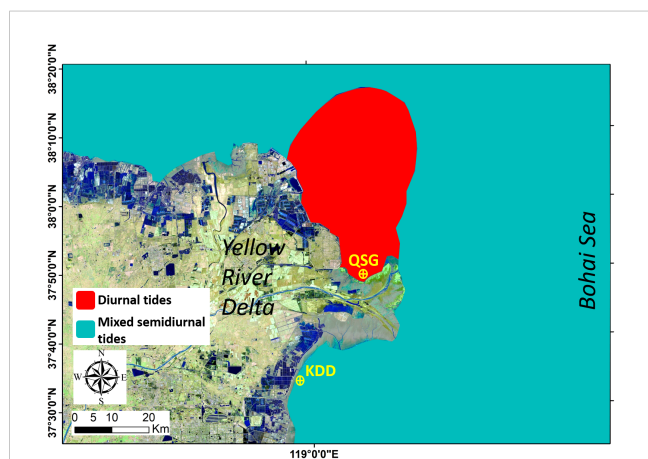 38°20'0"N
38°10'0"N
38°0'0"N
37°50'0"N
37°40'0"N
37°30'0"N
QSG
Yellow
River
Delta
Bohai Sea
Diurnal tides
Mixed semidiurnal
tides
N
W E
S
KDD
0 5 10 20
Km
119°0'0"E